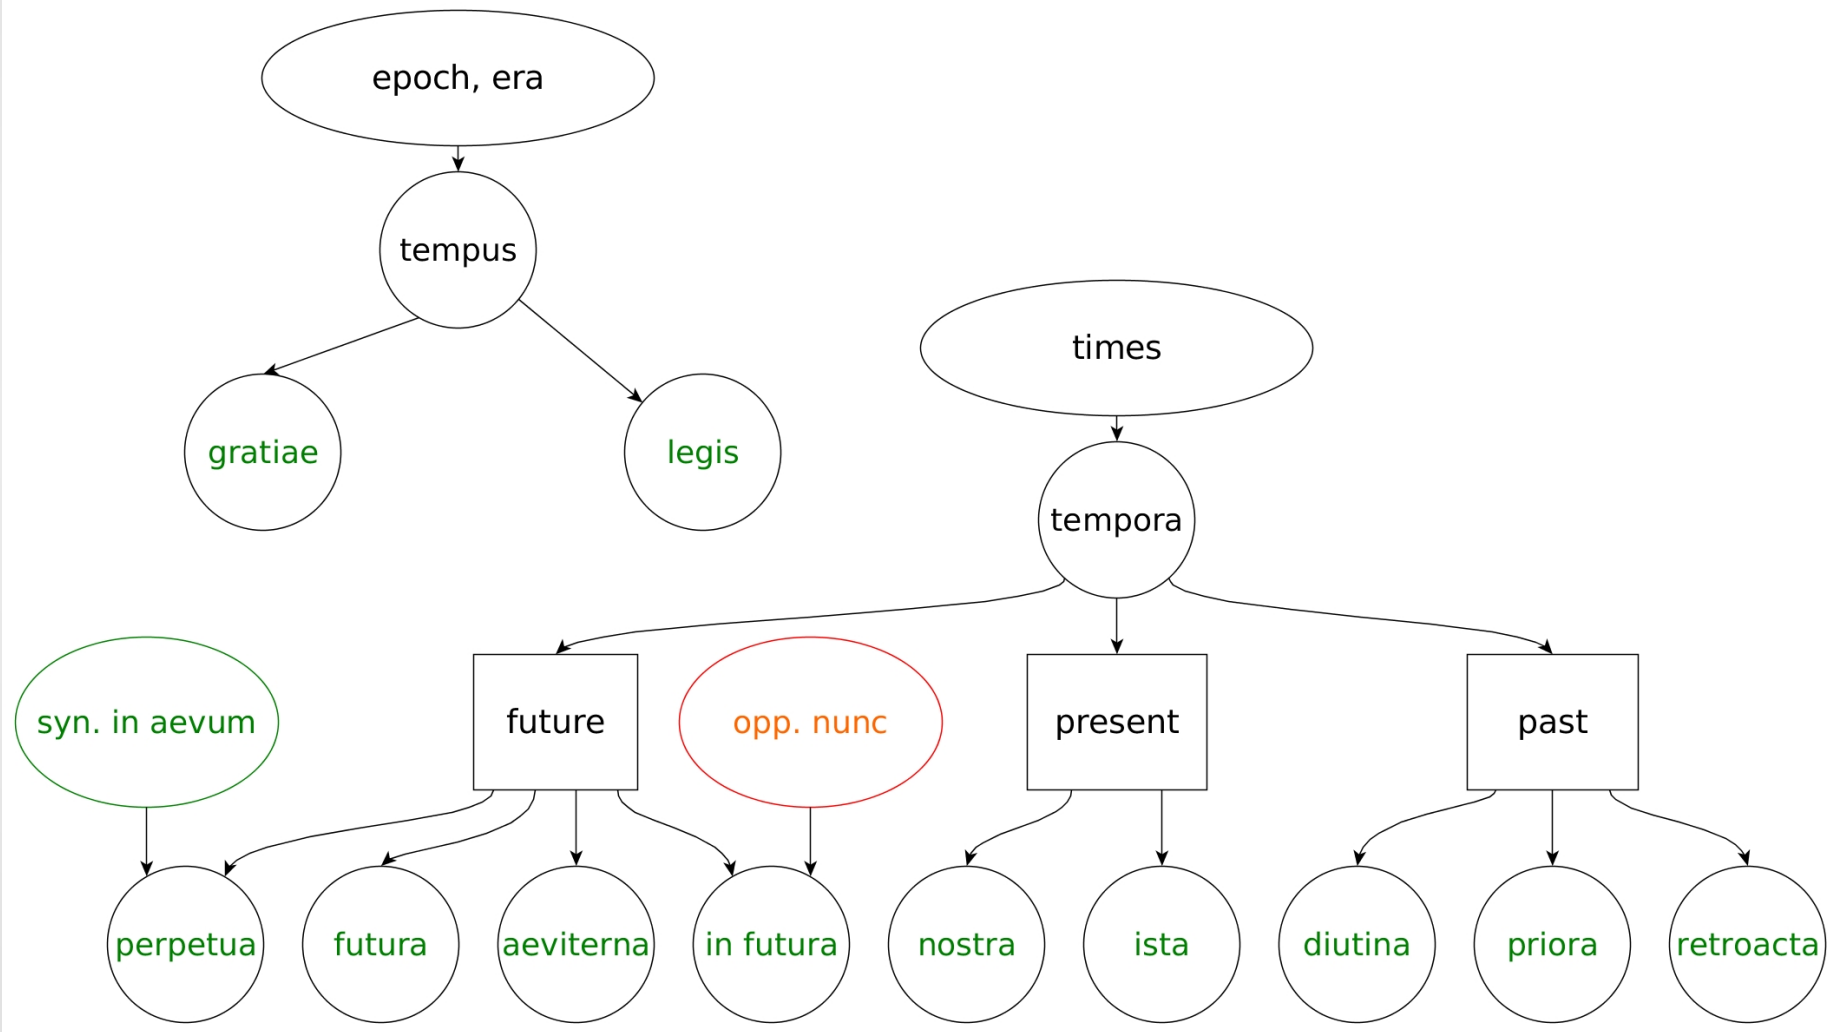 epoch, era
tempus
gratiae
legis
times
tempora
syn. in aevum
future
opp. nunc
present
past
perpetua
futura
aeviterna
in futura
nostra
ista
diutina
priora
retroacta